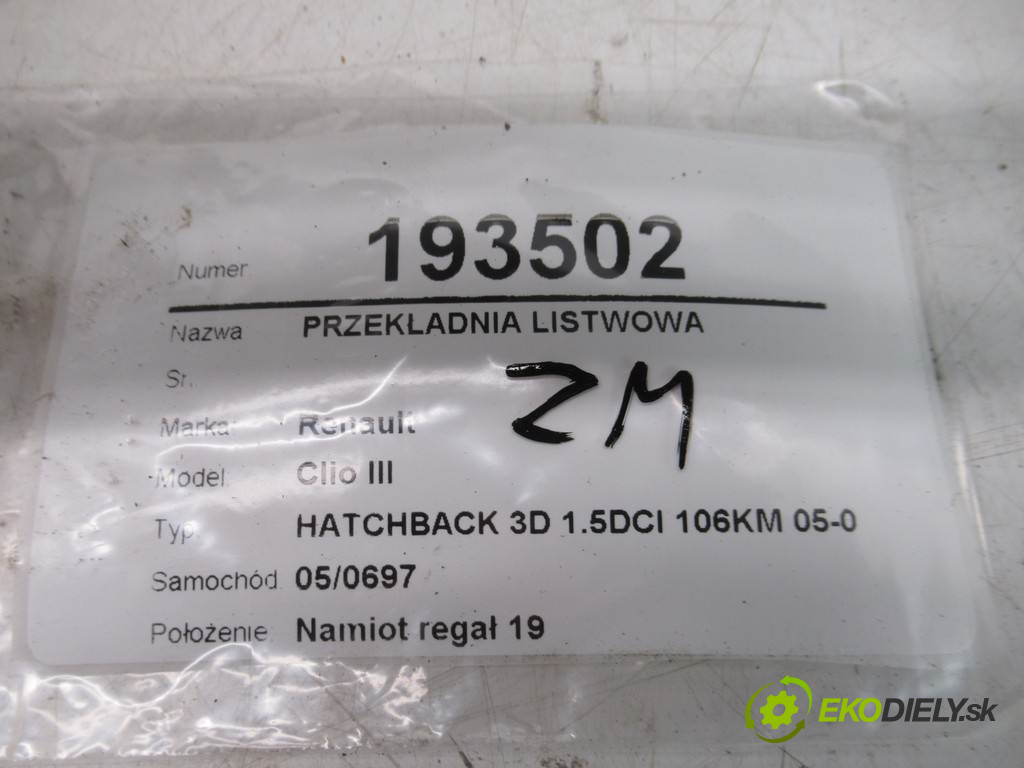 Numer 193502
Nazwa PRZEKŁADNIA LISTWOWA
St.
ZM
Marka Renault
Model Clio III
Typ HATCHBACK 3D 1.5DCI 106KM 05-0
Samochód 05/0697
Położenie Namiot regał 19
EKODIELY.sk